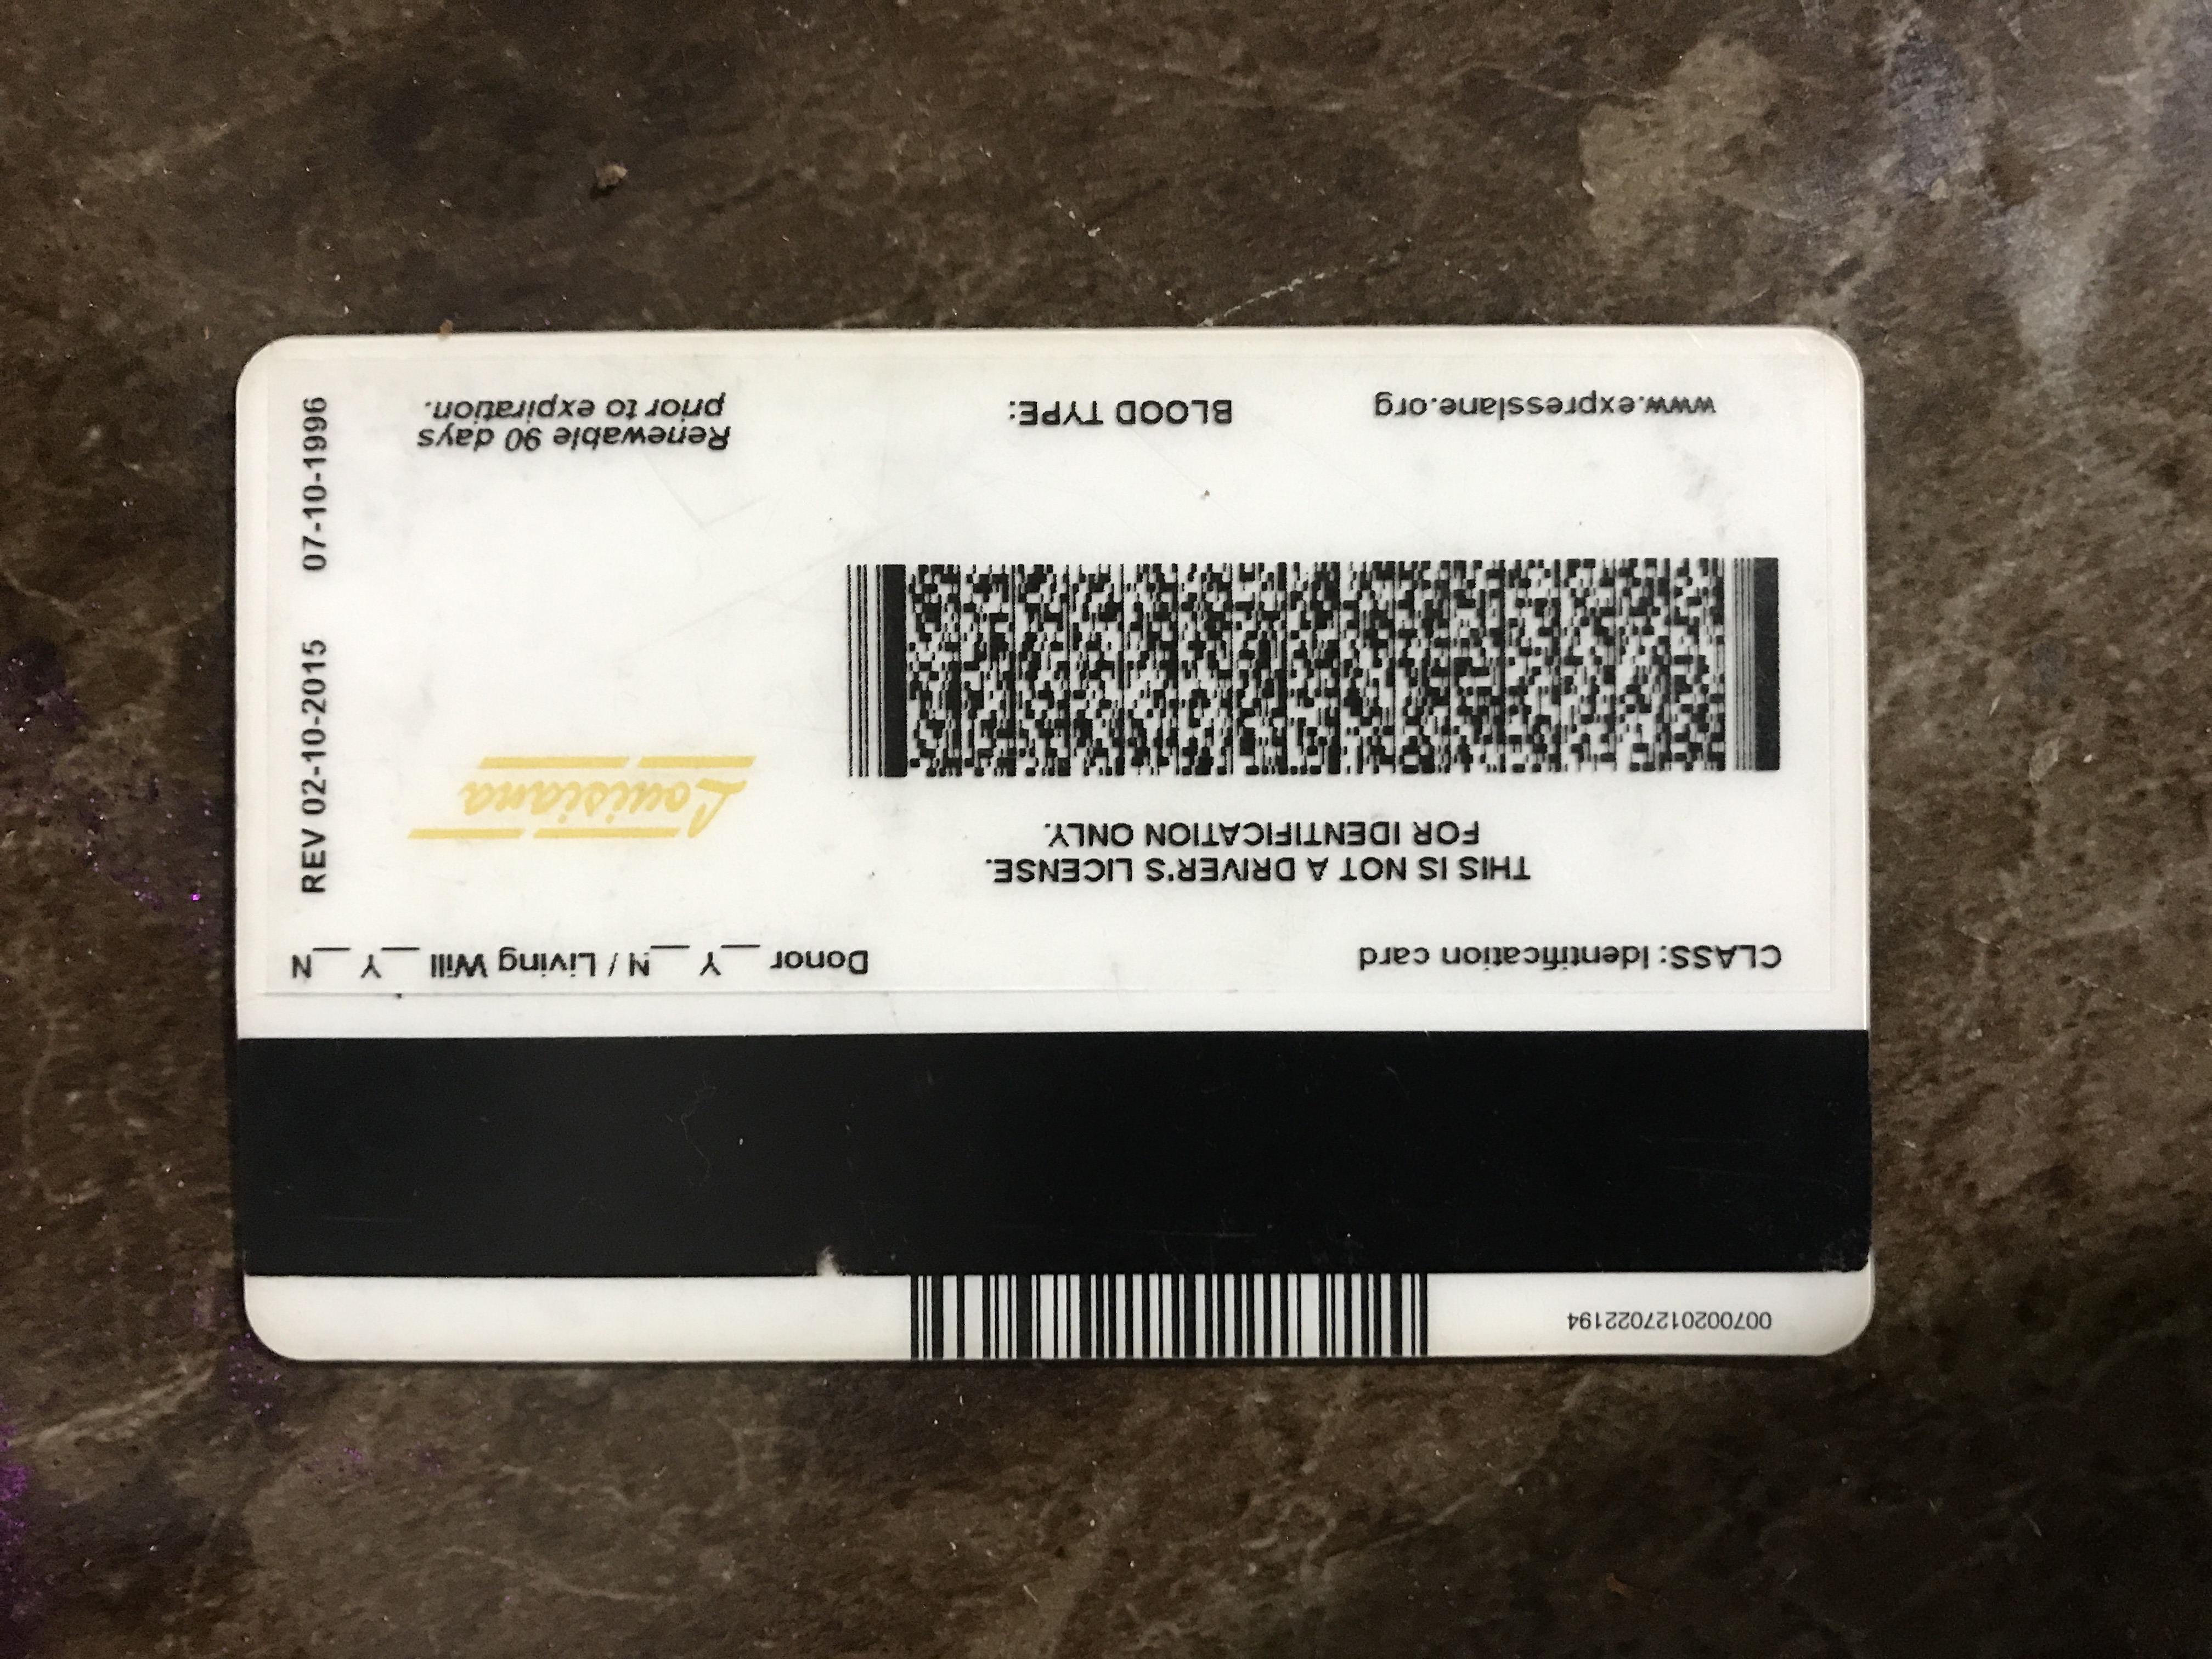 0070020127022194
CLASS: Identification card
Donor __Y __N / Living Will __Y __N
THIS IS NOT A DRIVER'S LICENSE.
FOR IDENTIFICATION ONLY.
Louisiana
REV 02-10-2015 07-10-1996
www.expresslane.org
BLOOD TYPE:
Renewable 90 days
prior to expiration.